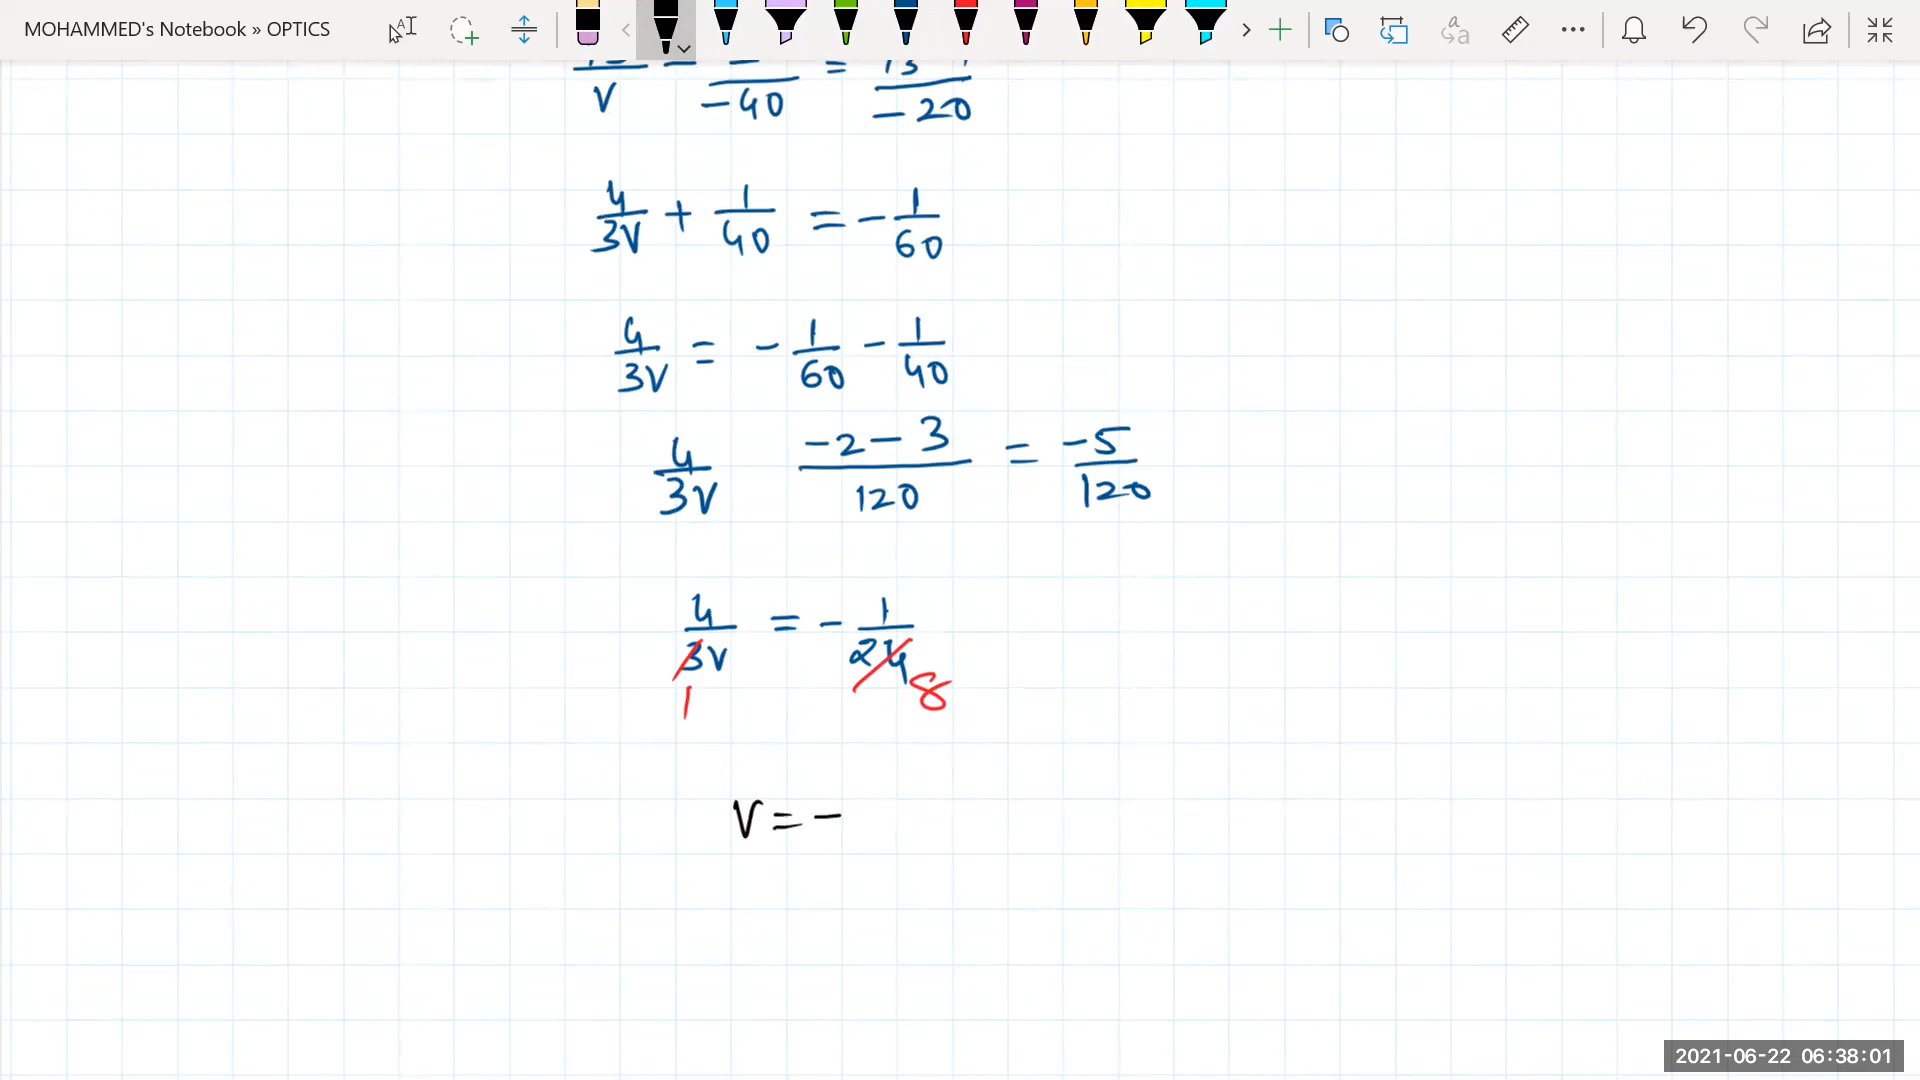 MOHAMMED's Notebook » OPTICS
V -40 = -20
4/3V + 1/40 = - 1/60
4/3V = - 1/60 - 1/40
4/3V -2-3/120 = -5/120
4/3V = - 1/24
1 8
V = -
2021-06-22 06:38:01